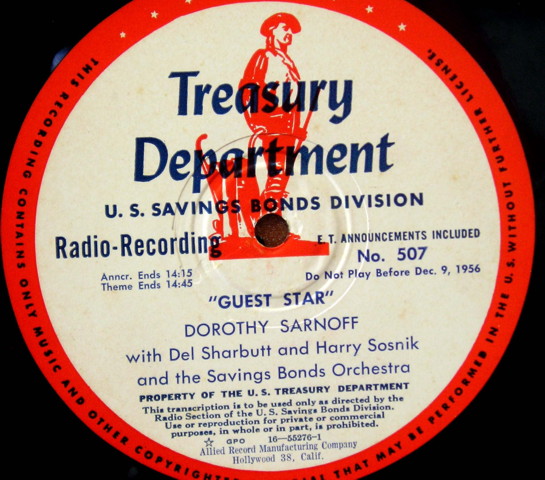 Treasury
Department
U. S. SAVINGS BONDS DIVISION
Radio-Recording
E. T. ANNOUNCEMENTS INCLUDED
No. 507
Anncr. Ends 14:15
Theme Ends 14:45
Do Not Play Before Dec. 9, 1956
"GUEST STAR"
DOROTHY SARNOFF
with Del Sharbutt and Harry Sosnik
and the Savings Bonds Orchestra
PROPERTY OF THE U. S. TREASURY DEPARTMENT
This transcription is to be used only as directed by the
Radio Section of the U. S. Savings Bonds Division.
Use or reproduction for private or commercial
purposes, in whole or in part, is prohibited.
☆ GPO 16—55276-1
Allied Record Manufacturing Company
Hollywood 38, Calif.
THIS RECORDING CONTAINS ONLY MUSIC AND OTHER COPYRIGHTED THAT MAY BE PERFORMED IN THE U. S. WITHOUT FURTHER LICENSE.